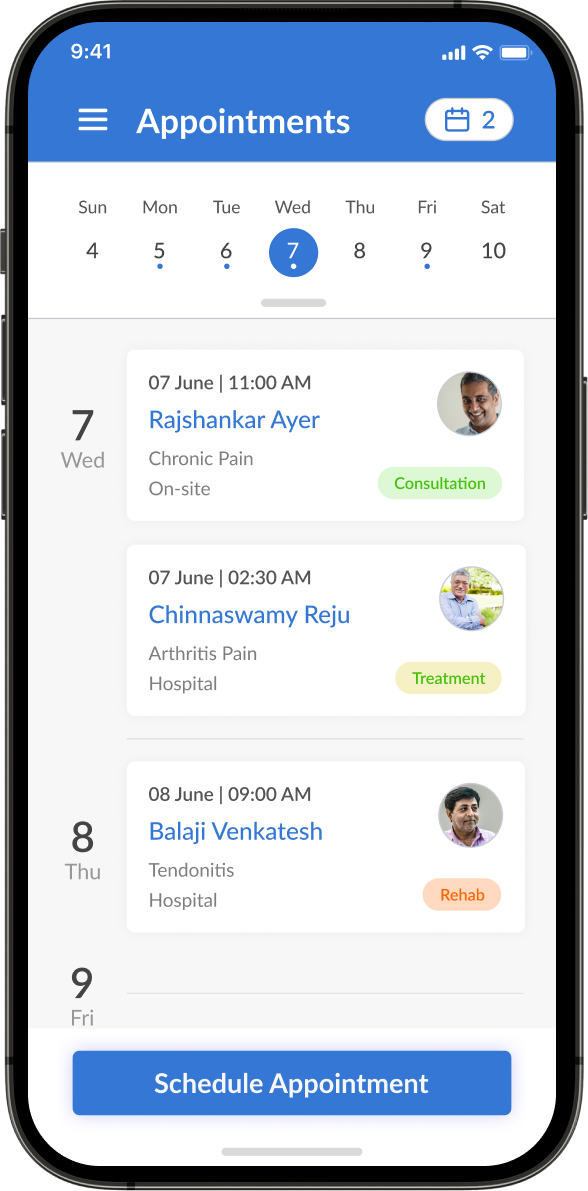 9:41
Appointments
2
Sun Mon Tue Wed Thu Fri Sat
4 5 6 7 8 9 10
7
Wed
07 June | 11:00 AM
Rajshankar Ayer
Chronic Pain
On-site
Consultation
07 June | 02:30 AM
Chinnaswamy Reju
Arthritis Pain
Hospital
Treatment
8
Thu
08 June | 09:00 AM
Balaji Venkatesh
Tendonitis
Hospital
Rehab
9
Fri
Schedule Appointment